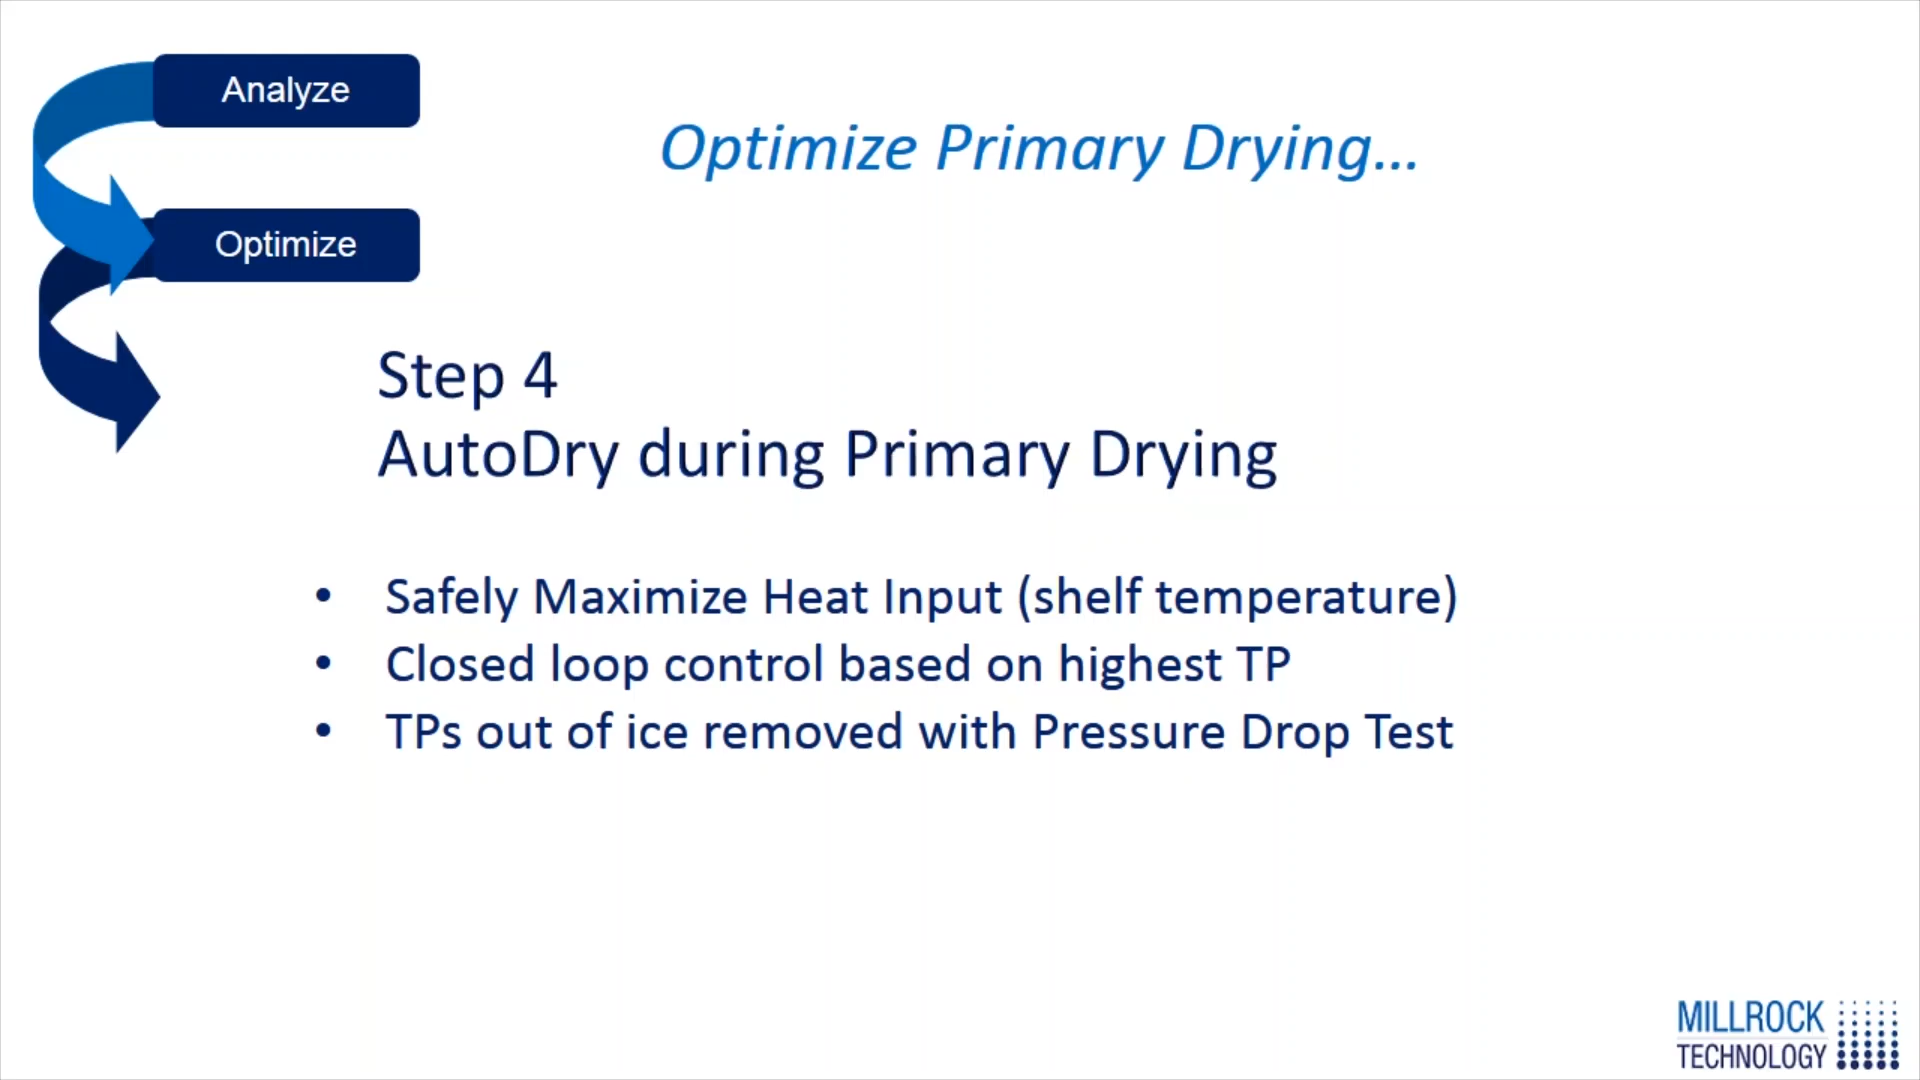 Analyze
Optimize Primary Drying...
Optimize
Step 4
AutoDry during Primary Drying
• Safely Maximize Heat Input (shelf temperature)
• Closed loop control based on highest TP
• TPs out of ice removed with Pressure Drop Test
MILLROCK
TECHNOLOGY